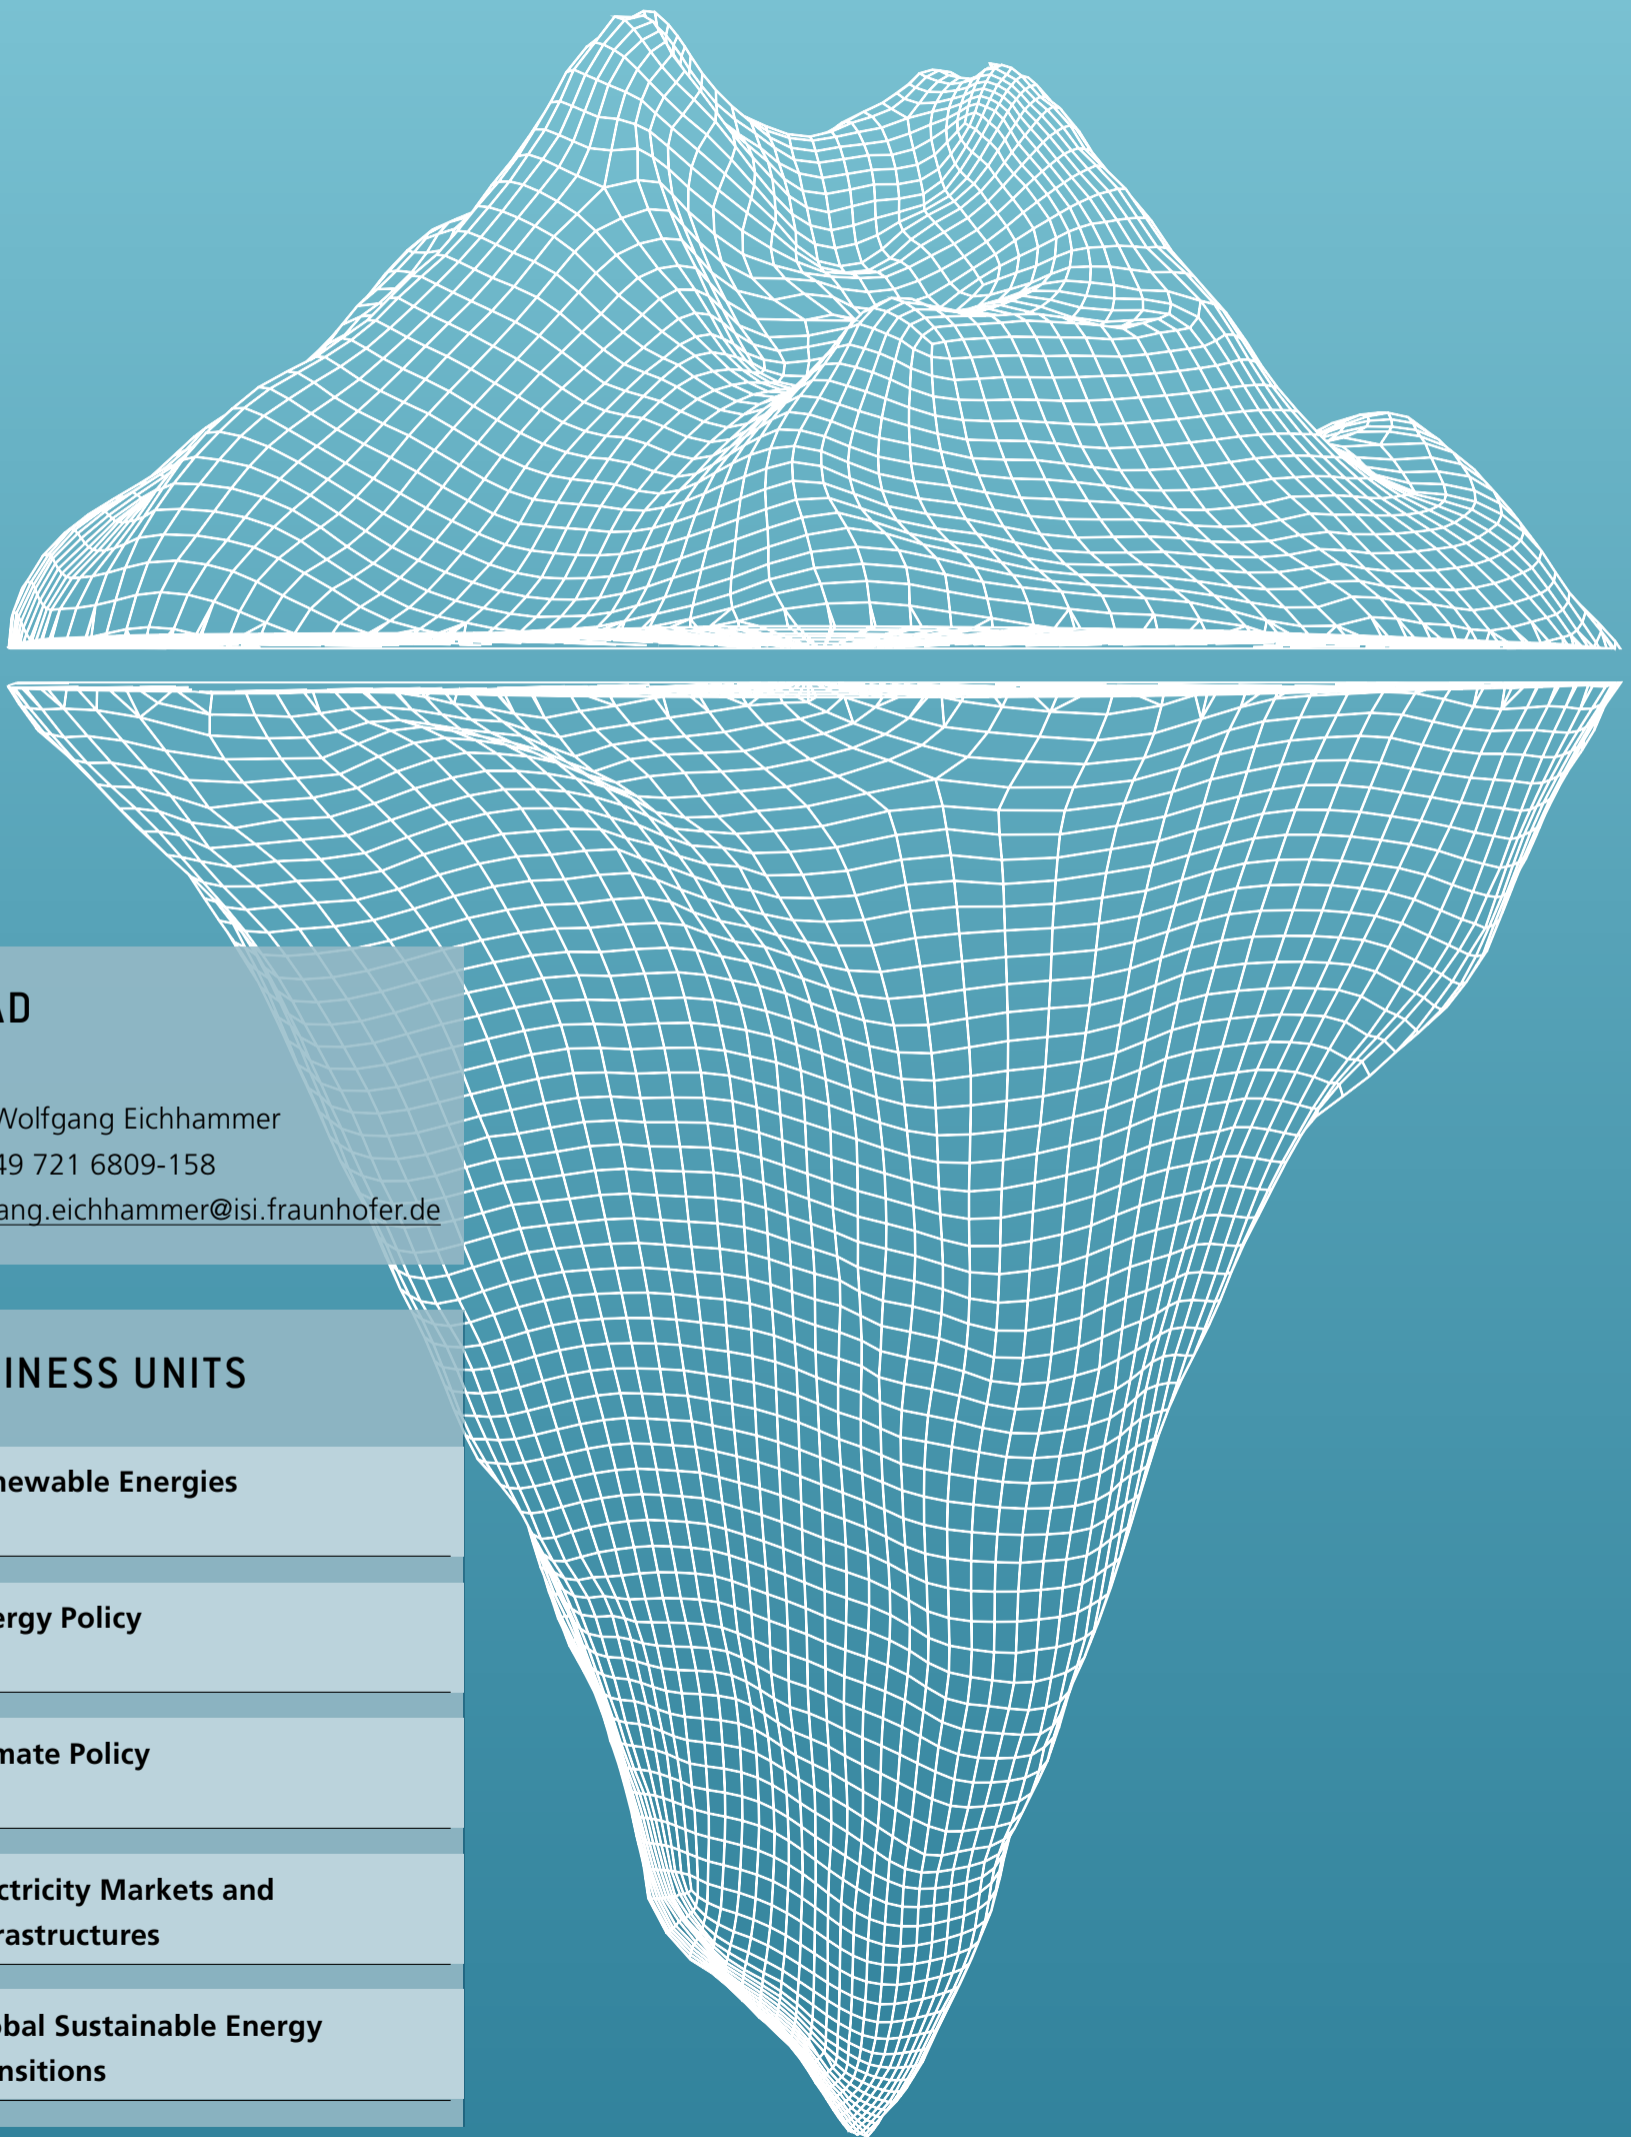 AD
Wolfgang Eichhammer
49 721 6809-158
ang.eichhammer@isi.fraunhofer.de
INESS UNITS
newable Energies
ergy Policy
mate Policy
ctricity Markets and
rastructures
obal Sustainable Energy
nsitions